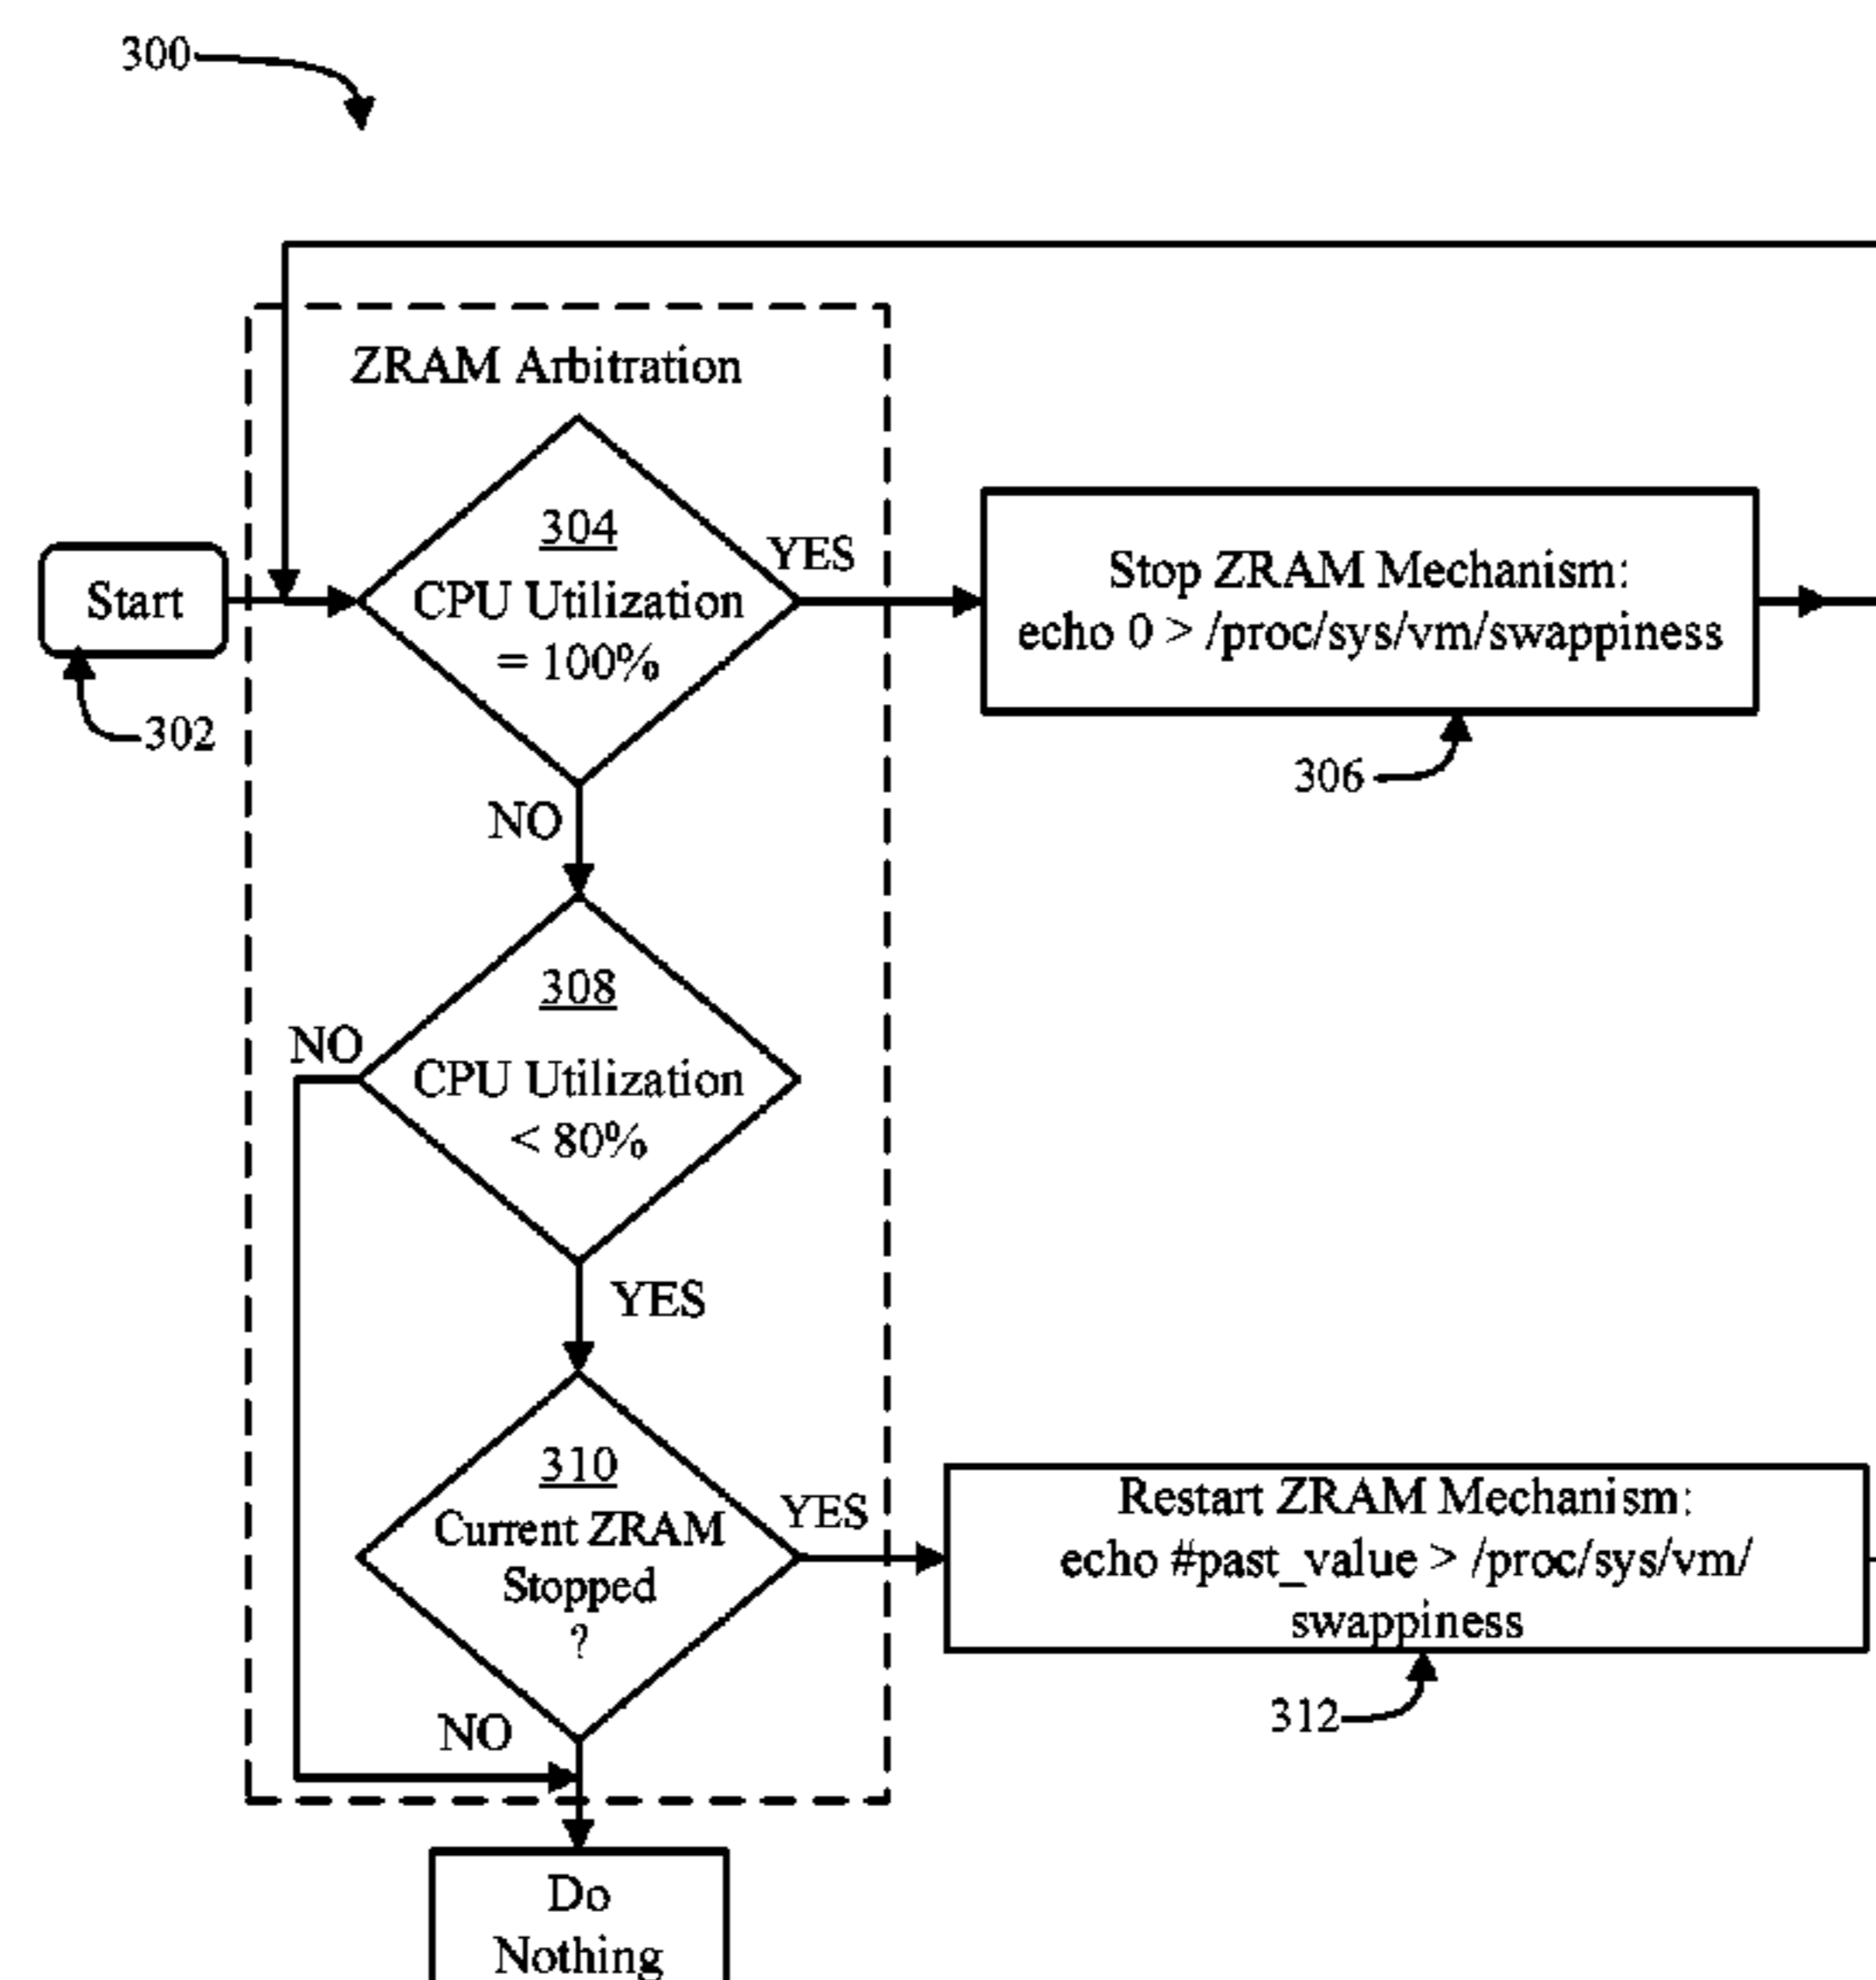 300
ZRAM Arbitration
304
CPU Utilization
= 100%
YES
Start
302
Stop ZRAM Mechanism:
echo 0 > /proc/sys/vm/swappiness
306
NO
308
CPU Utilization
< 80%
NO
YES
310
Current ZRAM
Stopped
?
YES
Restart ZRAM Mechanism:
echo #past_value > /proc/sys/vm/
swappiness
312
NO
Do
Nothing